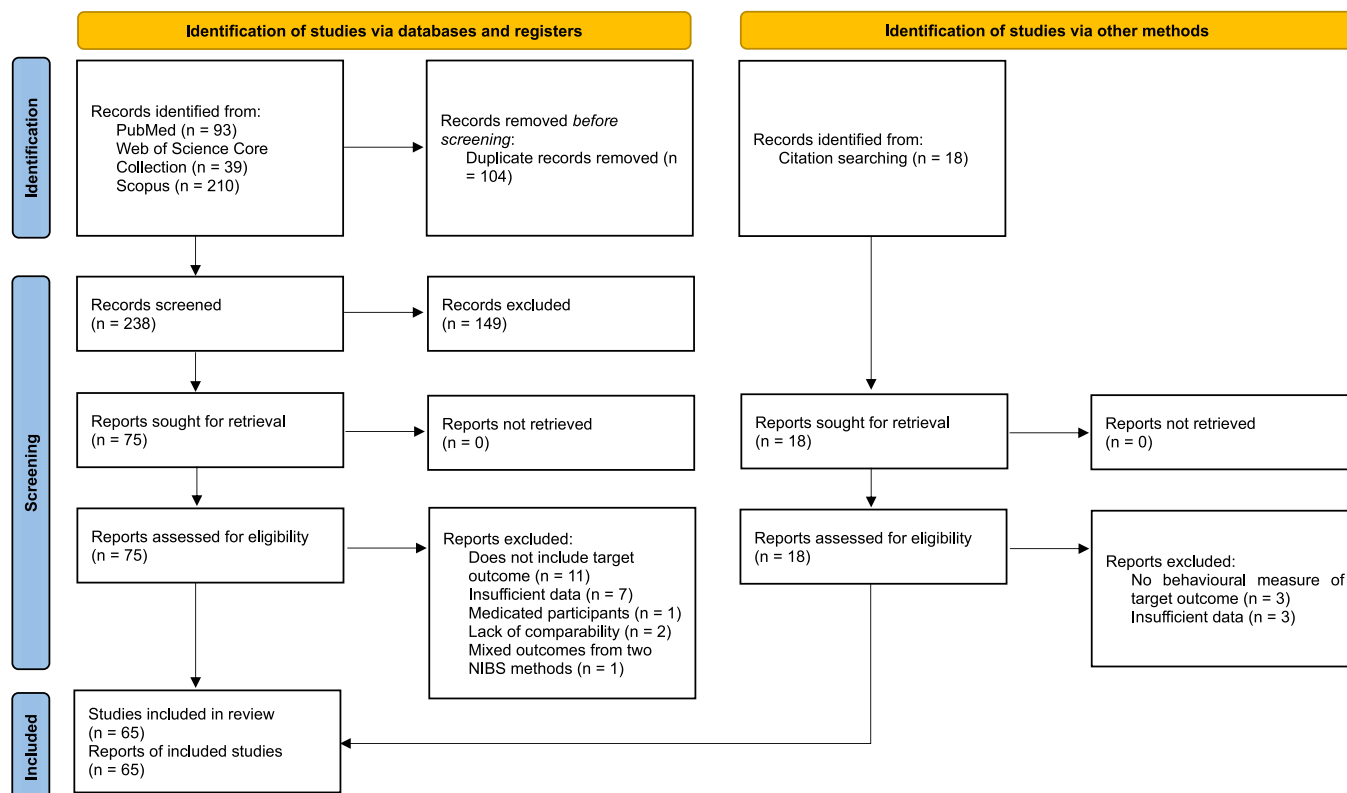 Identification of studies via databases and registers
Identification of studies via other methods
Identification
Records identified from:
PubMed (n = 93)
Web of Science Core
Collection (n = 39)
Scopus (n = 210)
Records removed before
screening:
Duplicate records removed (n
= 104)
Records identified from:
Citation searching (n = 18)
Screening
Records screened
(n = 238)
Records excluded
(n = 149)
Reports sought for retrieval
(n = 75)
Reports not retrieved
(n = 0)
Reports sought for retrieval
(n = 18)
Reports not retrieved
(n = 0)
Reports assessed for eligibility
(n = 75)
Reports excluded:
Does not include target
outcome (n = 11)
Insufficient data (n = 7)
Medicated participants (n = 1)
Lack of comparability (n = 2)
Mixed outcomes from two
NIBS methods (n = 1)
Reports assessed for eligibility
(n = 18)
Reports excluded:
No behavioural measure of
target outcome (n = 3)
Insufficient data (n = 3)
Included
Studies included in review
(n = 65)
Reports of included studies
(n = 65)